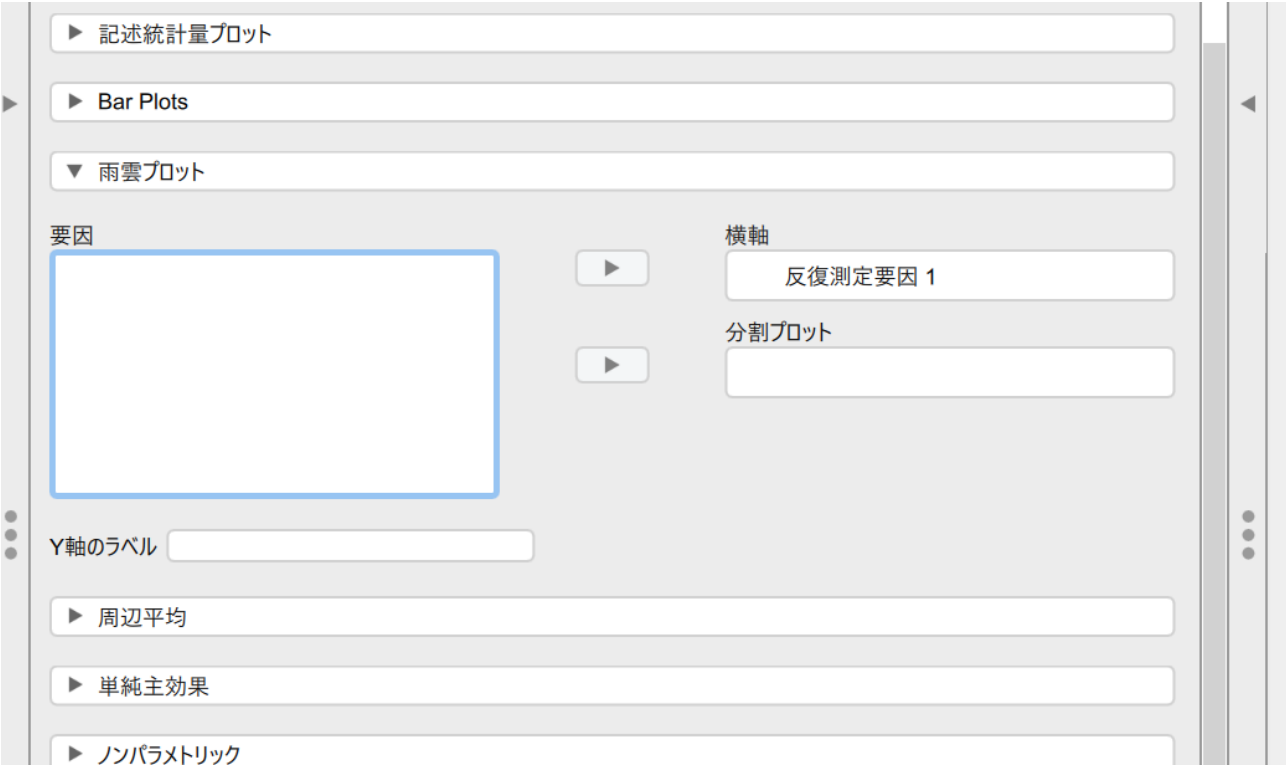 記述統計量プロット
Bar Plots
雨雲プロット
要因
横軸
反復測定要因 1
分割プロット
Y軸のラベル
周辺平均
単純主効果
ノンパラメトリック